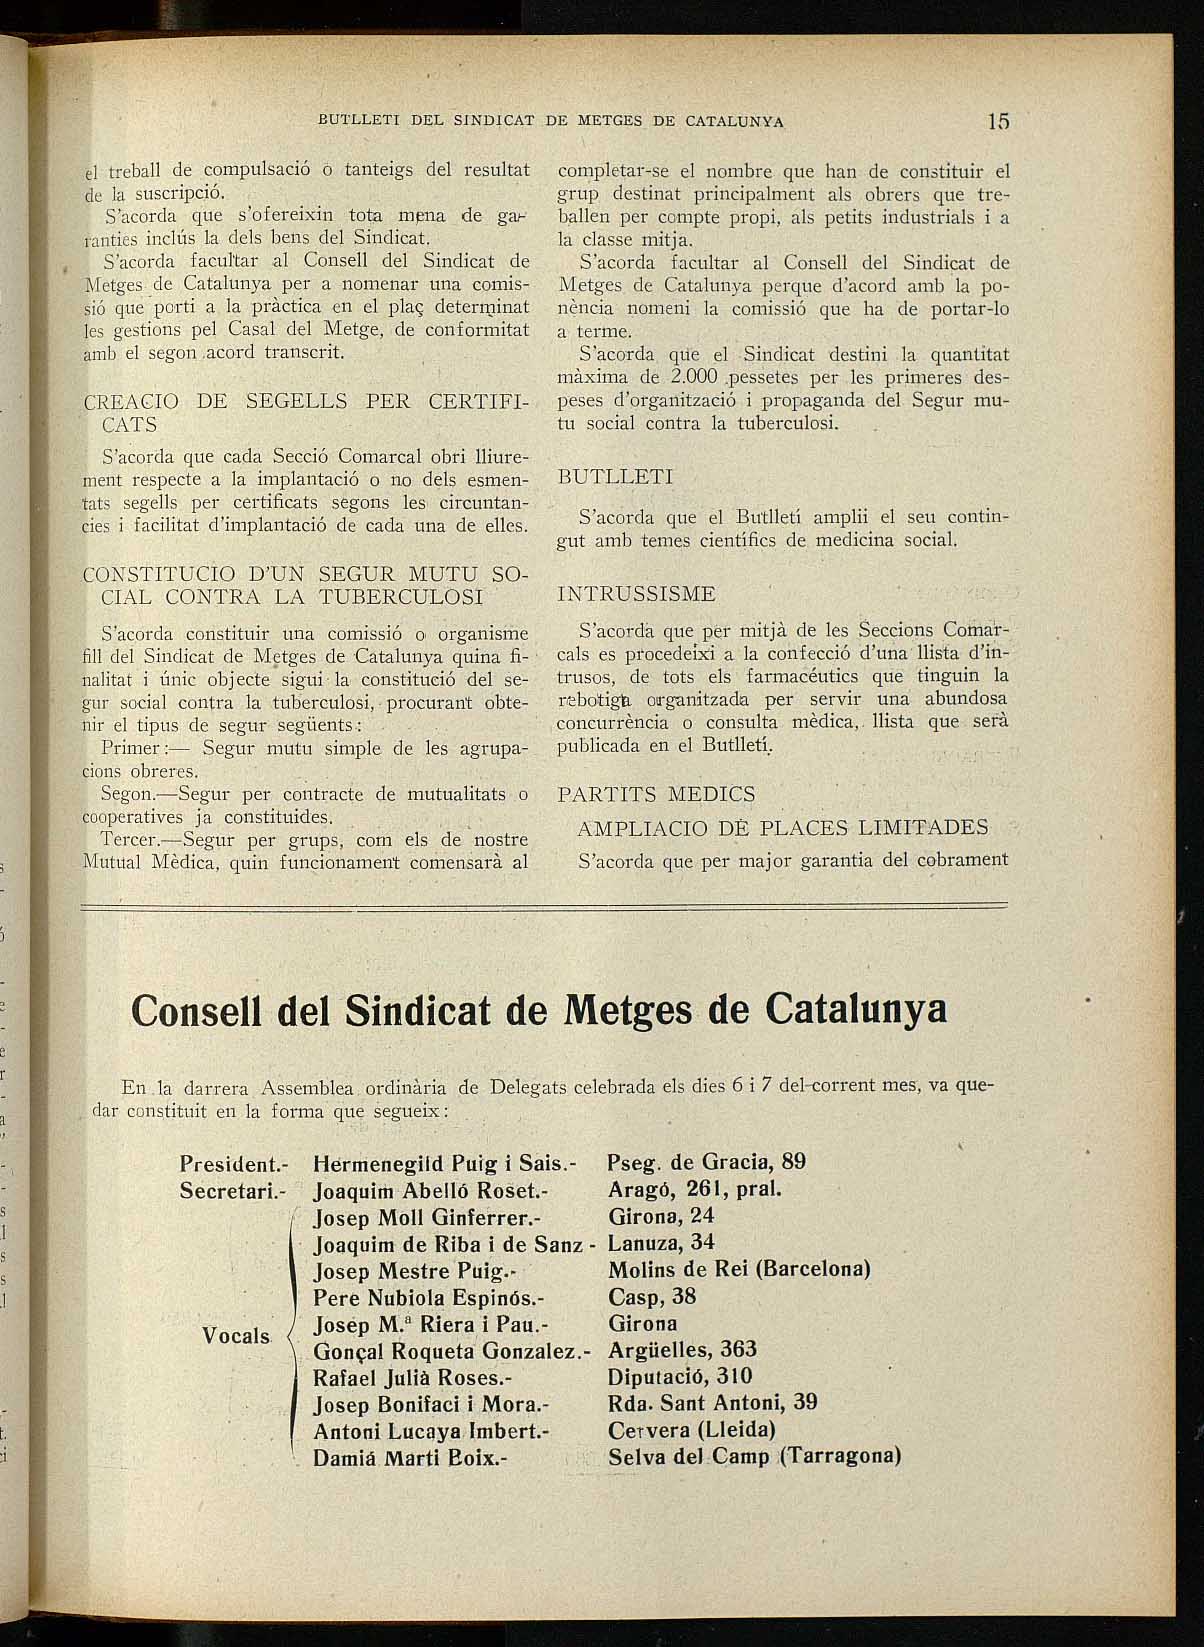 BUTLLETI DEL SINDICAT DE METGES DE CATALUNYA 15
el treball de compulsació o tanteigs del resultat
de la suscripció.
S'acorda que s'ofereixin tota mena de ga-
ranties inclús la dels bens del Sindicat.
S'acorda facultar al Consell del Sindicat de
Metges de Catalunya per a nomenar una comis-
sió que porti a la pràctica en el plaç determinat
les gestions pel Casal del Metge, de conformitat
amb el segon acord transcrit.
CREACIO DE SEGELLS PER CERTIFI-
CATS
S'acorda que cada Secció Comarcal obri lliure-
ment respecte a la implantació o no dels esmen-
tats segells per certificats segons les circuntan-
cies i facilitat d'implantació de cada una de elles.
CONSTITUCIO D'UN SEGUR MUTU SO-
CIAL CONTRA LA TUBERCULOSI
S'acorda constituir una comissió o organisme
fill del Sindicat de Metges de Catalunya quina fi-
nalitat i únic objecte sigui la constitució del se-
gur social contra la tuberculosi, procurant obte-
nir el tipus de segur següents:
Primer:— Segur mutu simple de les agrupa-
cions obreres.
Segon.—Segur per contracte de mutualitats o
cooperatives ja constituides.
Tercer.—Segur per grups, com els de nostre
Mutual Mèdica, quin funcionament comensarà al
completar-se el nombre que han de constituir el
grup destinat principalment als obrers que tre-
ballen per compte propi, als petits industrials i a
la classe mitja.
S'acorda facultar al Consell del Sindicat de
Metges de Catalunya perque d'acord amb la po-
nència nomeni la comissió que ha de portar-lo
a terme.
S'acorda que el Sindicat destini la quantitat
màxima de 2.000 pessetes per les primeres des-
peses d'organització i propaganda del Segur mu-
tu social contra la tuberculosi.
BUTLLETI
S'acorda que el Butlletí amplii el seu contin-
gut amb temes científics de medicina social.
INTRUSSISME
S'acorda que per mitjà de les Seccions Comar-
cals es procedeixi a la confecció d'una llista d'in-
trusos, de tots els farmacéutics que tinguin la
rebotiga organitzada per servir una abundosa
concurrència o consulta mèdica, llista que serà
publicada en el Butlletí.
PARTITS MEDICS
AMPLIACIO DE PLACES LIMITADES
S'acorda que per major garantia del cobrament
Consell del Sindicat de Metges de Catalunya
En la darrera Assemblea ordinària de Delegats celebrada els dies 6 i 7 del corrent mes, va que-
dar constituit en la forma que segueix:
President.- Hermenegild Puig i Sais.- Pseg. de Gracia, 89
Secretari.- Joaquim Abelló Roset.- Aragó, 261, pral.
Josep Moll Ginferrer.- Girona, 24
Joaquim de Riba i de Sanz - Lanuza, 34
Josep Mestre Puig.- Molins de Rei (Barcelona)
Pere Nubiola Espinós.- Casp, 38
Vocals Josep M.ª Riera i Pau.- Girona
Gonçal Roqueta Gonzalez.- Argüelles, 363
Rafael Julià Roses.- Diputació, 310
Josep Bonifaci i Mora.- Rda. Sant Antoni, 39
Antoni Lucaya Imbert.- Cervera (Lleida)
Damiá Marti Boix.- Selva del Camp (Tarragona)